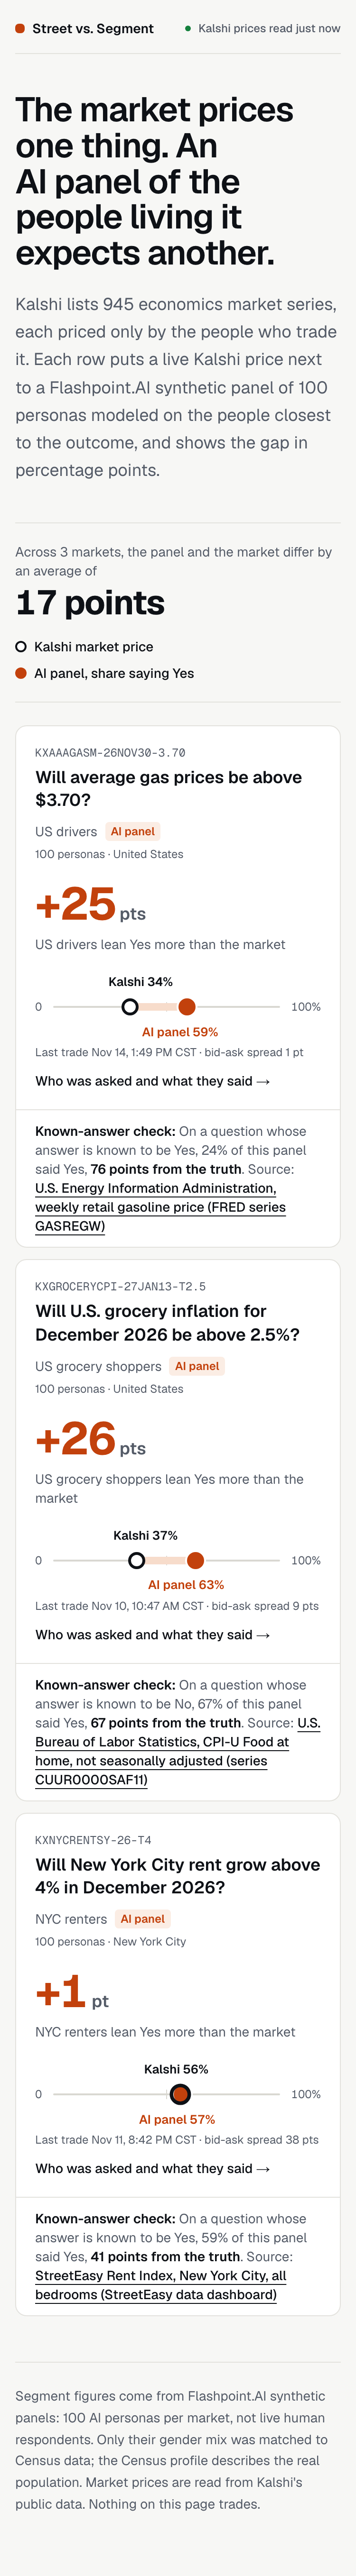 Street vs. Segment
Kalshi prices read just now
The market prices
one thing. An
AI panel of the
people living it
expects another.
Kalshi lists 945 economics market series,
each priced only by the people who trade
it. Each row puts a live Kalshi price next
to a Flashpoint.AI synthetic panel of 100
personas modeled on the people closest
to the outcome, and shows the gap in
percentage points.
Across 3 markets, the panel and the market differ by
an average of
17 points
Kalshi market price
AI panel, share saying Yes
KXAAAGASM-26NOV30-3.70
Will average gas prices be above
$3.70?
US drivers AI panel
100 personas · United States
+25 pts
US drivers lean Yes more than the market
Kalshi 34%
0 100%
AI panel 59%
Last trade Nov 14, 1:49 PM CST · bid-ask spread 1 pt
Who was asked and what they said →
Known-answer check: On a question whose
answer is known to be Yes, 24% of this panel
said Yes, 76 points from the truth. Source:
U.S. Energy Information Administration,
weekly retail gasoline price (FRED series
GASREGW)
KXGROCERYCPI-27JAN13-T2.5
Will U.S. grocery inflation for
December 2026 be above 2.5%?
US grocery shoppers AI panel
100 personas · United States
+26 pts
US grocery shoppers lean Yes more than the
market
Kalshi 37%
0 100%
AI panel 63%
Last trade Nov 10, 10:47 AM CST · bid-ask spread 9 pts
Who was asked and what they said →
Known-answer check: On a question whose
answer is known to be No, 67% of this panel
said Yes, 67 points from the truth. Source: U.S.
Bureau of Labor Statistics, CPI-U Food at
home, not seasonally adjusted (series
CUUR0000SAF11)
KXNYCRENTSY-26-T4
Will New York City rent grow above
4% in December 2026?
NYC renters AI panel
100 personas · New York City
+1 pt
NYC renters lean Yes more than the market
Kalshi 56%
0 100%
AI panel 57%
Last trade Nov 11, 8:42 PM CST · bid-ask spread 38 pts
Who was asked and what they said →
Known-answer check: On a question whose
answer is known to be Yes, 59% of this panel
said Yes, 41 points from the truth. Source:
StreetEasy Rent Index, New York City, all
bedrooms (StreetEasy data dashboard)
Segment figures come from Flashpoint.AI synthetic
panels: 100 AI personas per market, not live human
respondents. Only their gender mix was matched to
Census data; the Census profile describes the real
population. Market prices are read from Kalshi's
public data. Nothing on this page trades.